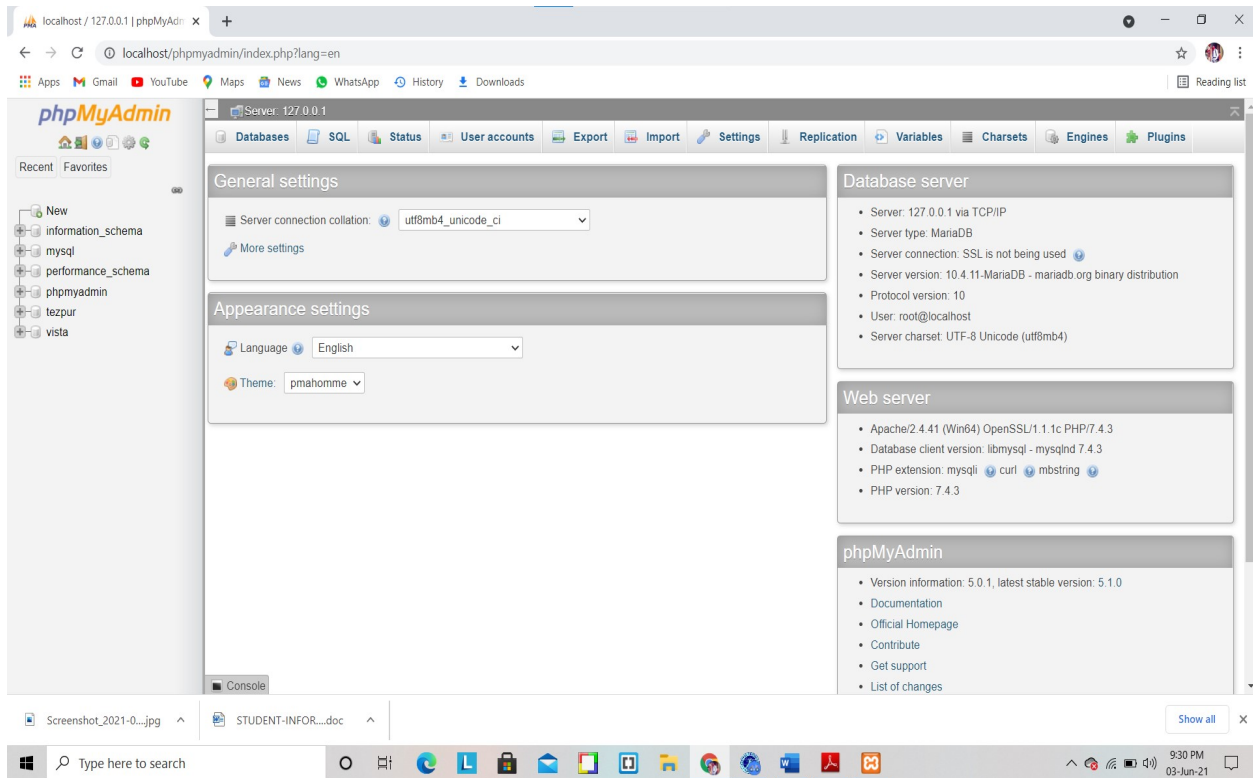 localhost / 127.0.0.1 | phpMyAdn
localhost/phpmyadmin/index.php?lang=en
Apps Gmail YouTube Maps News WhatsApp History Downloads Reading list
phpMyAdmin
Recent Favorites
New
information_schema
mysql
performance_schema
phpmyadmin
tezpur
vista
Server: 127.0.0.1
Databases SQL Status User accounts Export Import Settings Replication Variables Charsets Engines Plugins
General settings
Server connection collation: utf8mb4_unicode_ci
More settings
Appearance settings
Language English
Theme: pmahomme
Database server
• Server: 127.0.0.1 via TCP/IP
• Server type: MariaDB
• Server connection: SSL is not being used
• Server version: 10.4.11-MariaDB - mariadb.org binary distribution
• Protocol version: 10
• User: root@localhost
• Server charset: UTF-8 Unicode (utf8mb4)
Web server
• Apache/2.4.41 (Win64) OpenSSL/1.1.1c PHP/7.4.3
• Database client version: libmysql - mysqlnd 7.4.3
• PHP extension: mysqli curl mbstring
• PHP version: 7.4.3
phpMyAdmin
• Version information: 5.0.1, latest stable version: 5.1.0
• Documentation
• Official Homepage
• Contribute
• Get support
• List of changes
Console
Screenshot_2021-0....jpg STUDENT-INFOR....doc Show all
Type here to search
9:30 PM
03-Jun-21